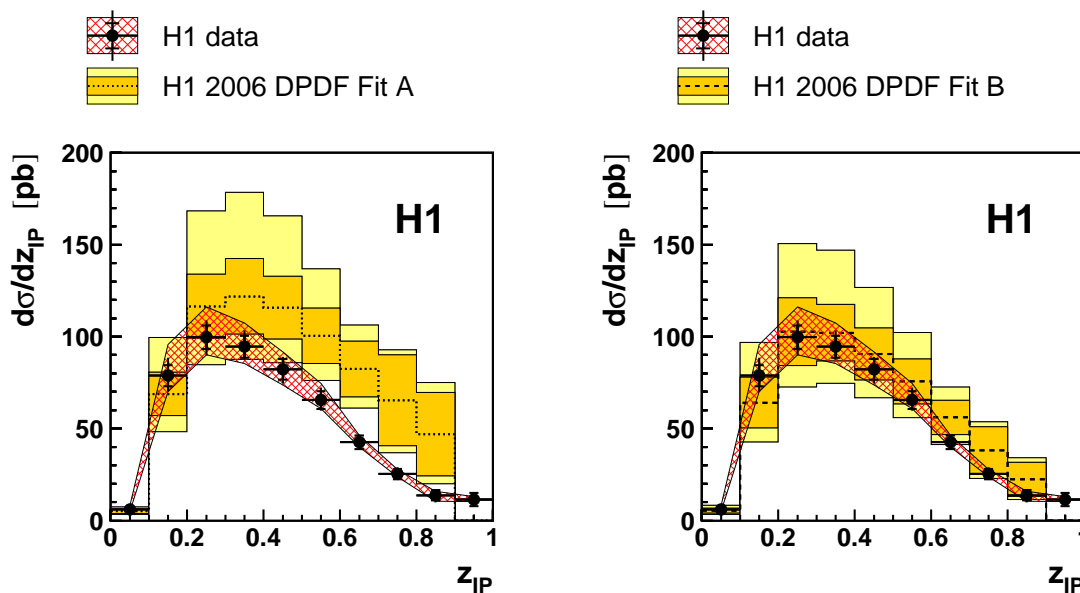 H1 data
H1 2006 DPDF Fit A
dσ/dz_IP [pb]
200
150
100
50
0
H1
0 0.2 0.4 0.6 0.8 1
z_IP
H1 data
H1 2006 DPDF Fit B
dσ/dz_IP [pb]
200
150
100
50
0
H1
0 0.2 0.4 0.6 0.8 1
z_IP